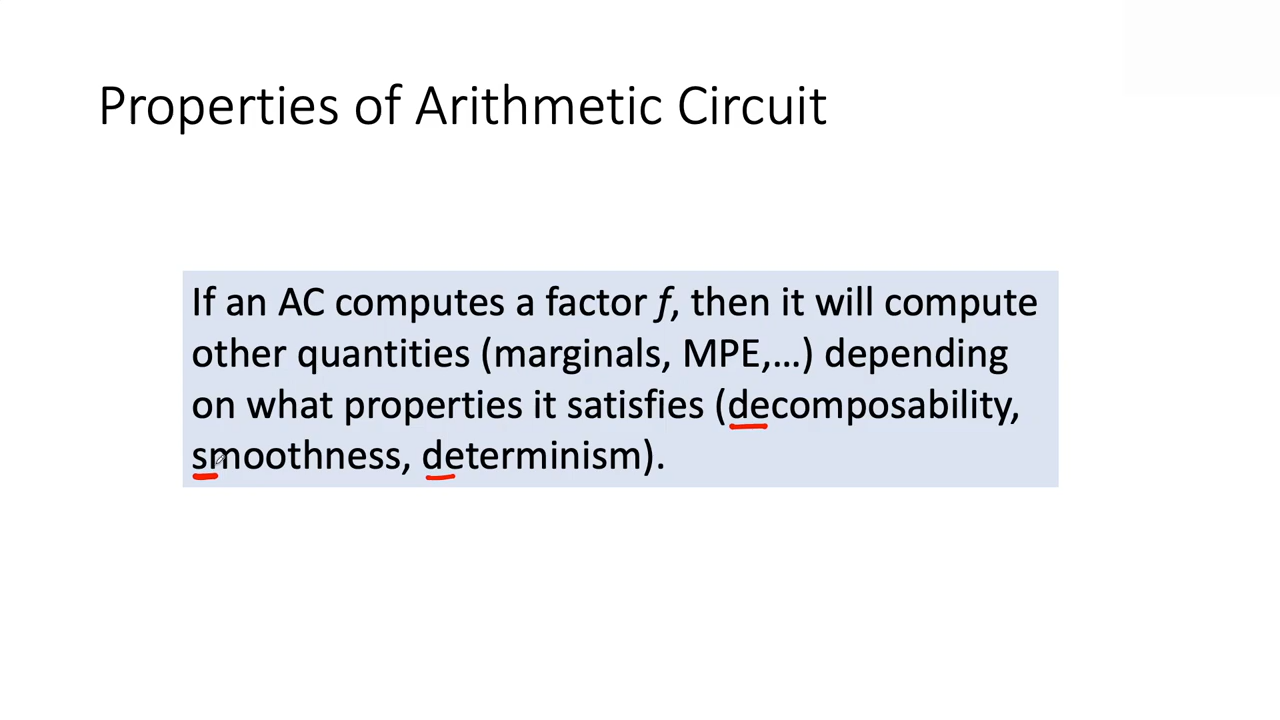 Properties of Arithmetic Circuit
If an AC computes a factor f, then it will compute
other quantities (marginals, MPE,...) depending
on what properties it satisfies (decomposability,
smoothness, determinism).